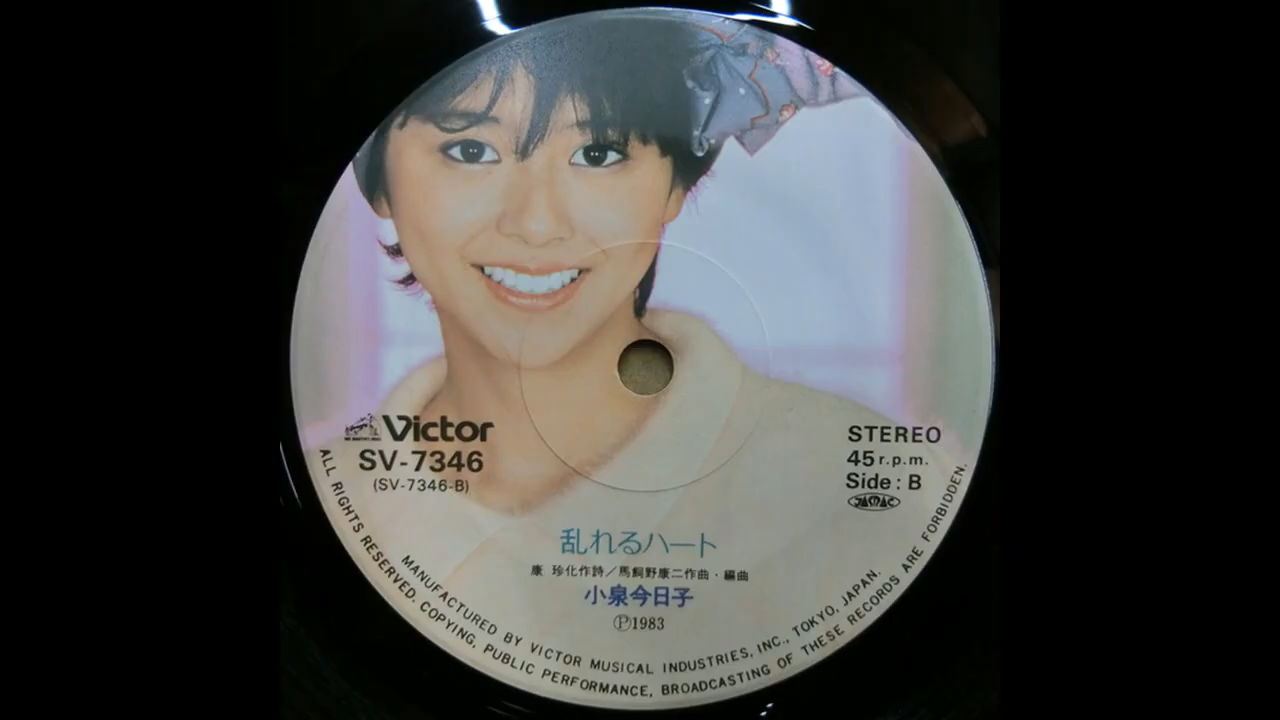 Victor
SV-7346
(SV-7346-B)
STEREO
45 r.p.m.
Side : B
JASRAC
乱れるハート
康 珍化作詩／馬飼野康二作曲・編曲
小泉今日子
Ⓟ1983
MANUFACTURED BY VICTOR MUSICAL INDUSTRIES, INC., TOKYO, JAPAN.
ALL RIGHTS RESERVED. COPYING, PUBLIC PERFORMANCE, BROADCASTING OF THESE RECORDS ARE FORBIDDEN.